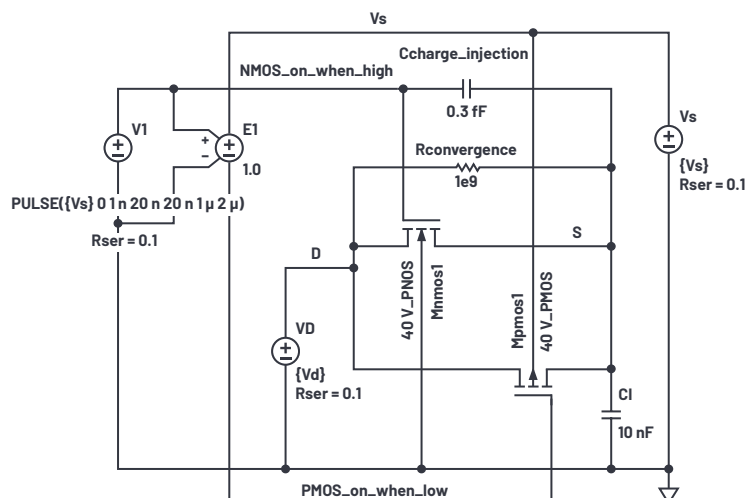 Vs
Ccharge_injection
NMOS_on_when_high
0.3 fF
V1
+
–
E1
1.0
Vs
{Vs}
Rser = 0.1
Rconvergence
1e9
PULSE({Vs} 0 1 n 20 n 20 n 1 µ 2 µ)
Rser = 0.1
D
S
40 V_PNOS
Mnmos1
Mpmos1
40 V_PMOS
VD
{Vd}
Rser = 0.1
CI
10 nF
PMOS_on_when_low